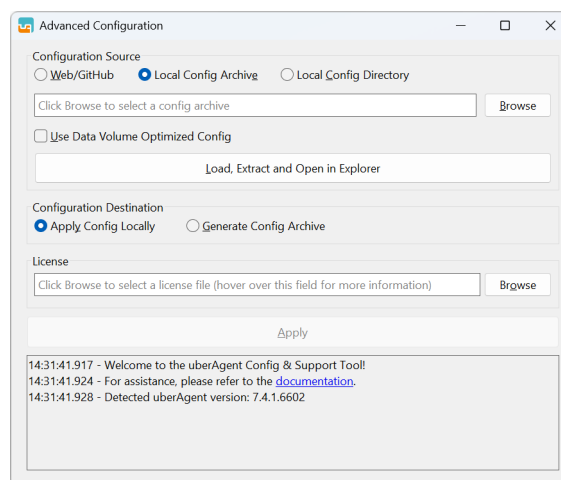 Advanced Configuration
Configuration Source
Web/GitHub
Local Config Archive
Local Config Directory
Click Browse to select a config archive
Browse
Use Data Volume Optimized Config
Load, Extract and Open in Explorer
Configuration Destination
Apply Config Locally
Generate Config Archive
License
Click Browse to select a license file (hover over this field for more information)
Browse
Apply
14:31:41.917 - Welcome to the uberAgent Config & Support Tool!
14:31:41.924 - For assistance, please refer to the documentation.
14:31:41.928 - Detected uberAgent version: 7.4.1.6602